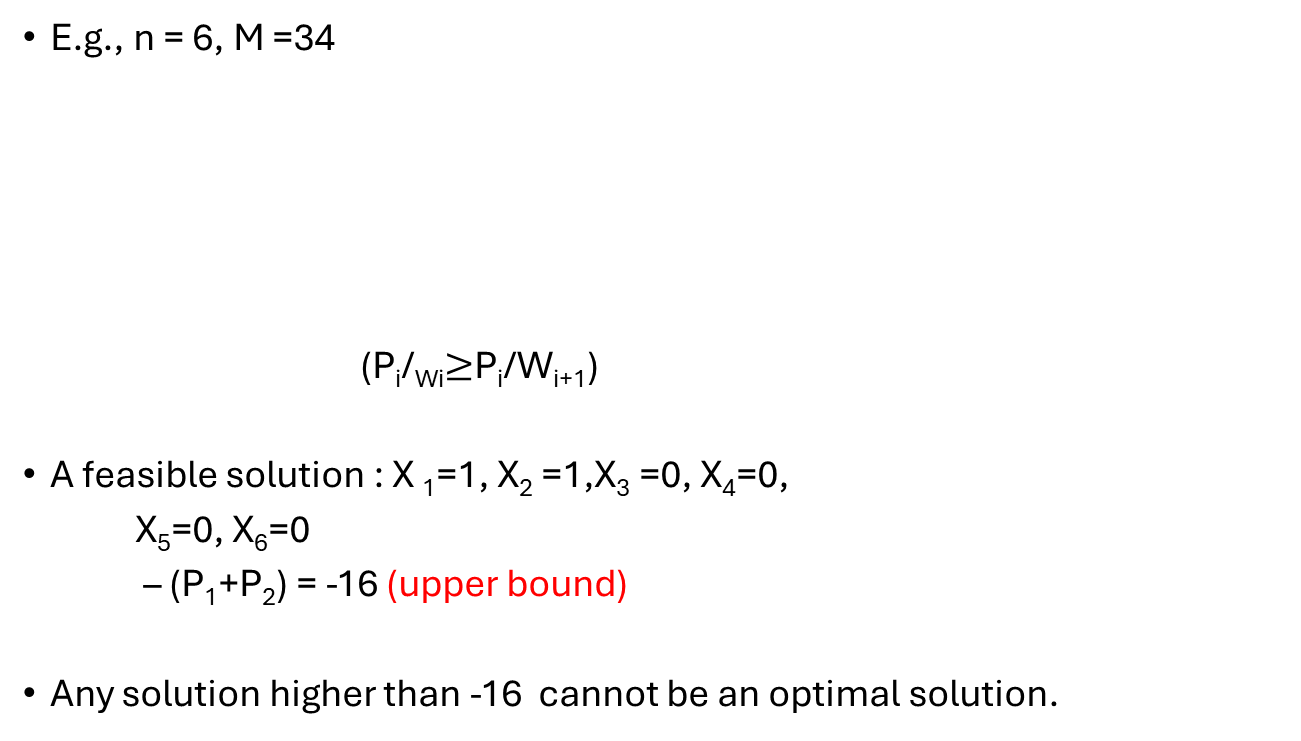 • E.g., n = 6, M =34
(Pᵢ/Wᵢ≥Pᵢ/Wᵢ₊₁)
• A feasible solution : X ₁=1, X₂ =1,X₃ =0, X₄=0,
X₅=0, X₆=0
– (P₁+P₂) = -16 (upper bound)
• Any solution higher than -16 cannot be an optimal solution.